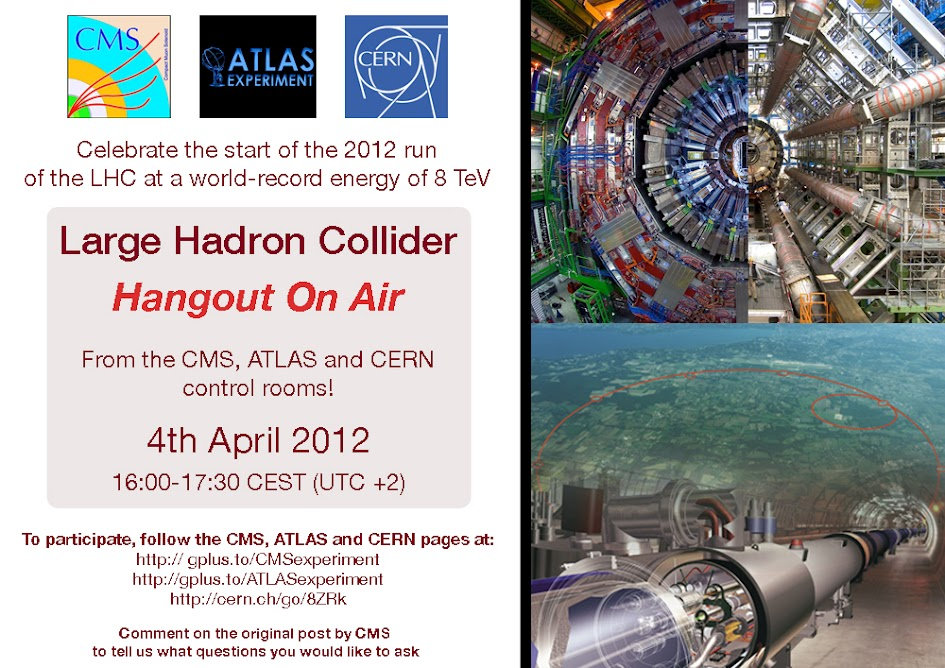 CMS
Compact Muon Solenoid
ATLAS
EXPERIMENT
CERN
Celebrate the start of the 2012 run
of the LHC at a world-record energy of 8 TeV
Large Hadron Collider
Hangout On Air
From the CMS, ATLAS and CERN
control rooms!
4th April 2012
16:00-17:30 CEST (UTC +2)
To participate, follow the CMS, ATLAS and CERN pages at:
http:// gplus.to/CMSexperiment
http://gplus.to/ATLASexperiment
http://cern.ch/go/8ZRk
Comment on the original post by CMS
to tell us what questions you would like to ask